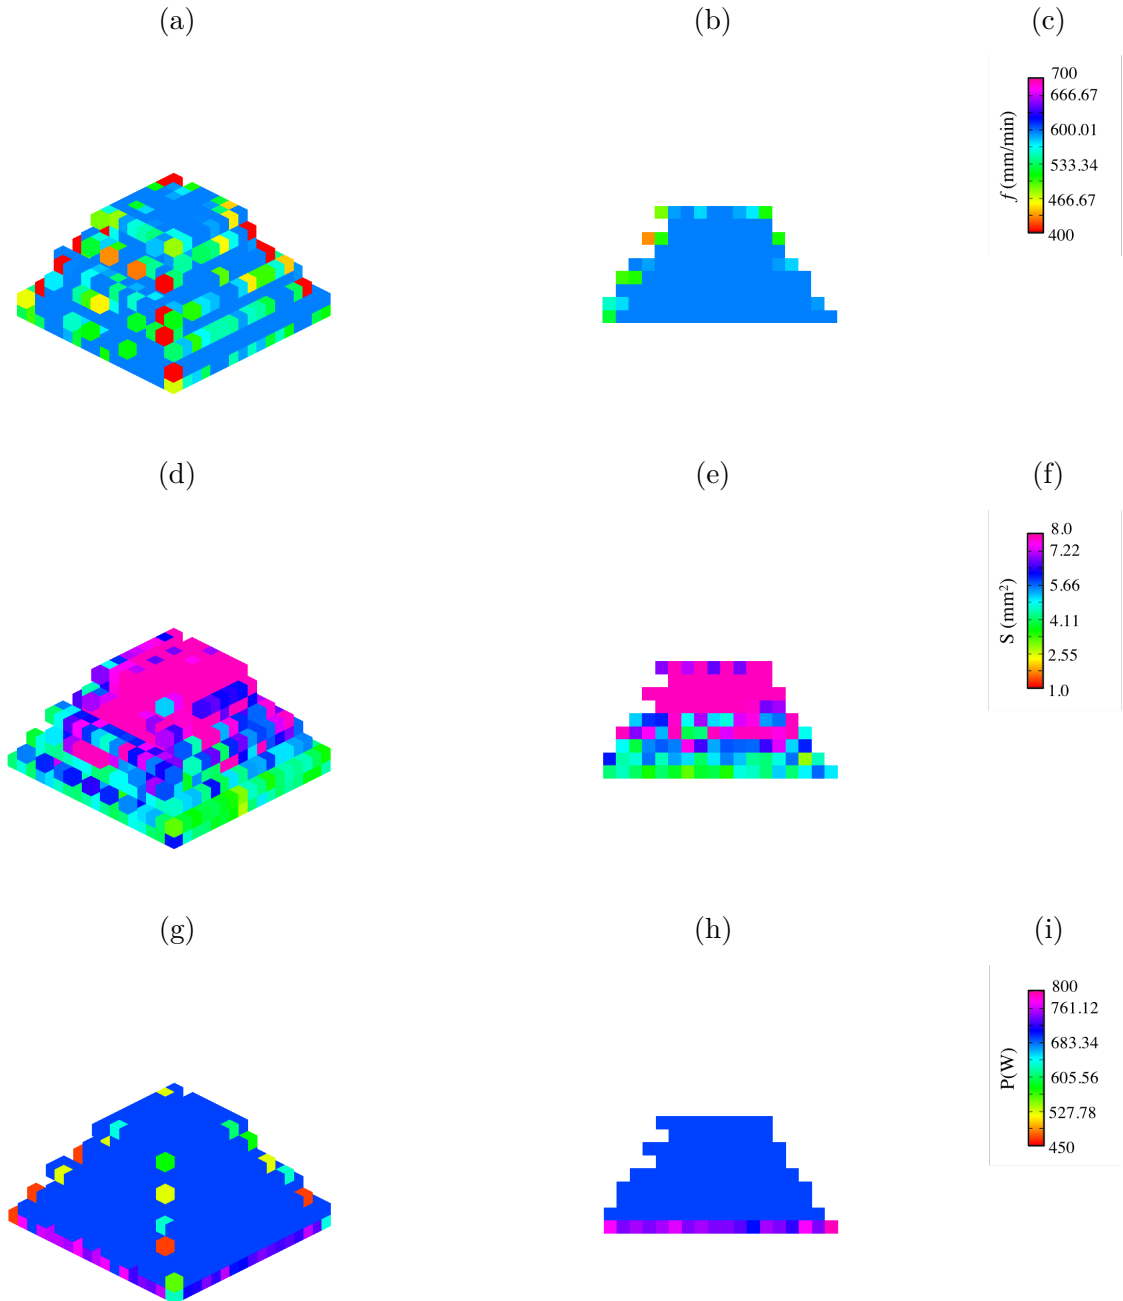 (a)
(b)
(c)
f (mm/min)
700
666.67
600.01
533.34
466.67
400
(d)
(e)
(f)
S (mm²)
8.0
7.22
5.66
4.11
2.55
1.0
(g)
(h)
(i)
P(W)
800
761.12
683.34
605.56
527.78
450